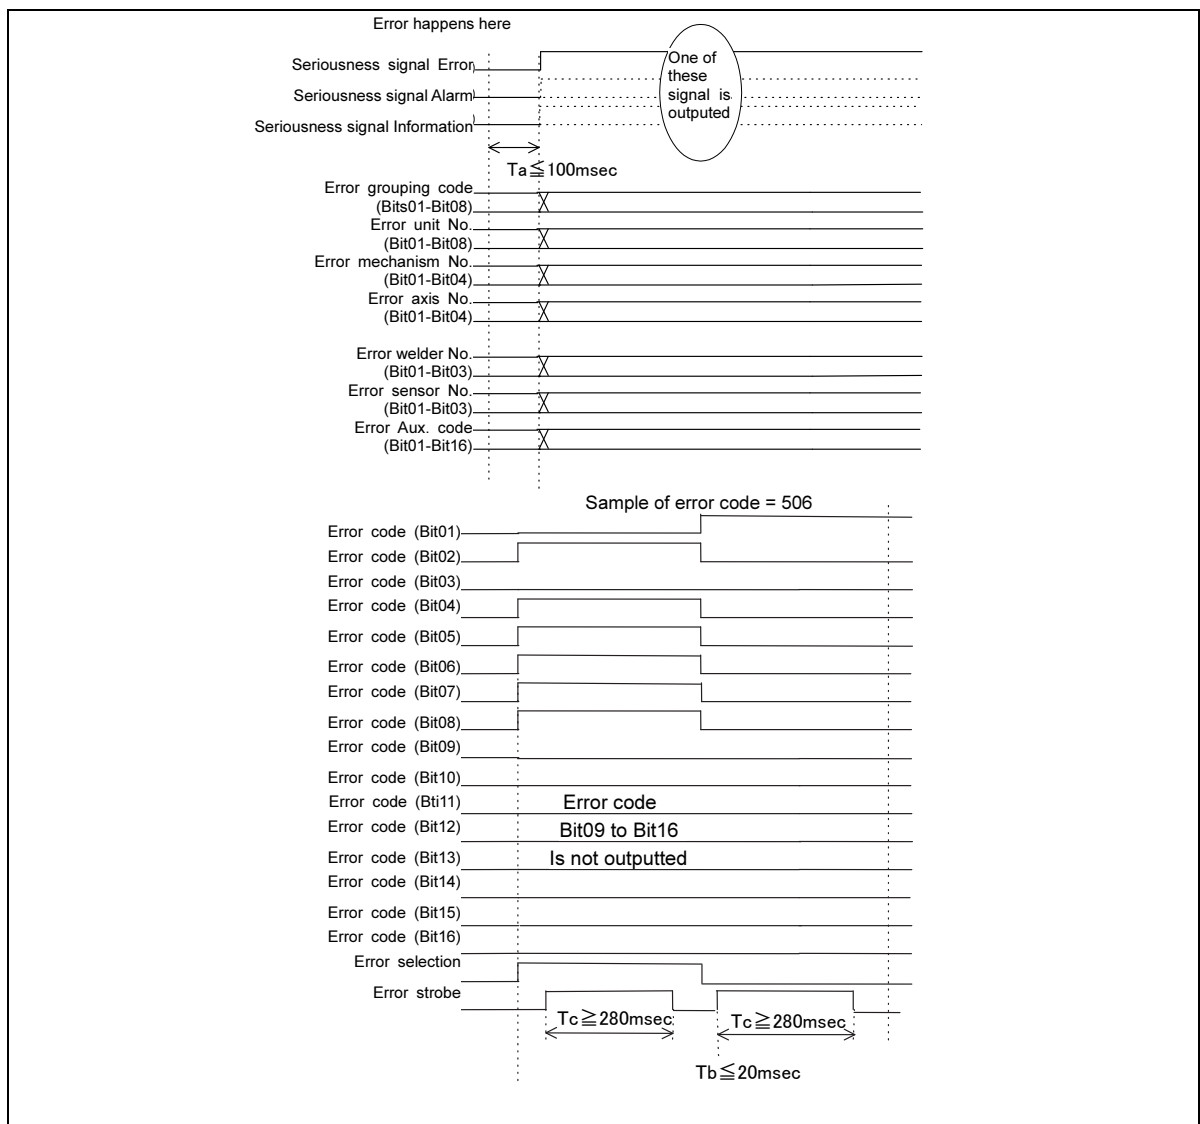 Error happens here
Seriousness signal Error
Seriousness signal Alarm
Seriousness signal Information
One of
these
signal is
outputed
Ta≦100msec
Error grouping code
(Bits01-Bit08)
Error unit No.
(Bit01-Bit08)
Error mechanism No.
(Bit01-Bit04)
Error axis No.
(Bit01-Bit04)
Error welder No.
(Bit01-Bit03)
Error sensor No.
(Bit01-Bit03)
Error Aux. code
(Bit01-Bit16)
Sample of error code = 506
Error code (Bit01)
Error code (Bit02)
Error code (Bit03)
Error code (Bit04)
Error code (Bit05)
Error code (Bit06)
Error code (Bit07)
Error code (Bit08)
Error code (Bit09)
Error code (Bit10)
Error code (Bti11)
Error code (Bit12)
Error code (Bit13)
Error code (Bit14)
Error code (Bit15)
Error code (Bit16)
Error code
Bit09 to Bit16
Is not outputted
Error selection
Error strobe
Tc≧280msec
Tc≧280msec
Tb≦20msec